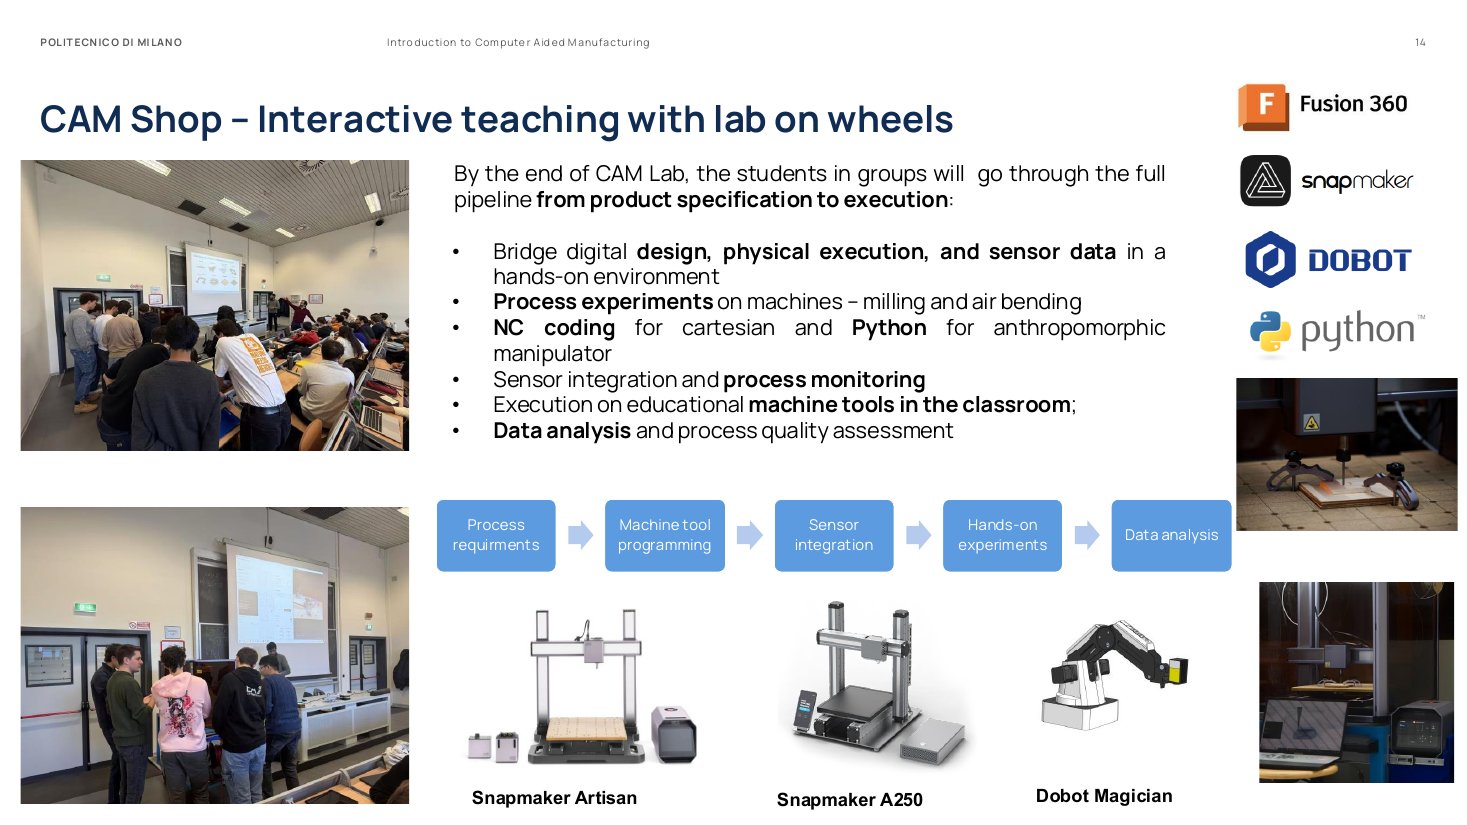 POLITECNICO DI MILANO
Introduction to Computer Aided Manufacturing
14
CAM Shop – Interactive teaching with lab on wheels
By the end of CAM Lab, the students in groups will go through the full
pipeline from product specification to execution:
• Bridge digital design, physical execution, and sensor data in a
hands-on environment
• Process experiments on machines – milling and air bending
• NC coding for cartesian and Python for anthropomorphic
manipulator
• Sensor integration and process monitoring
• Execution on educational machine tools in the classroom;
• Data analysis and process quality assessment
F Fusion 360
snapmaker
DOBOT
python™
Process
requirments
Machine tool
programming
Sensor
integration
Hands-on
experiments
Data analysis
Snapmaker Artisan
Snapmaker A250
Dobot Magician